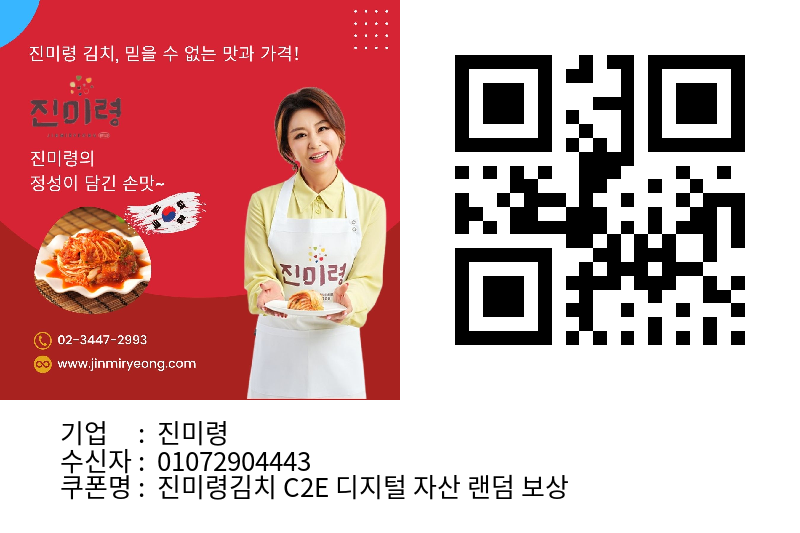 진미령 김치, 믿을 수 없는 맛과 가격!
진미령
진미령의
정성이 담긴 손맛~
진미령
02-3447-2993
www.jinmiryeong.com
기업 : 진미령
수신자 : 01072904443
쿠폰명 : 진미령김치 C2E 디지털 자산 랜덤 보상